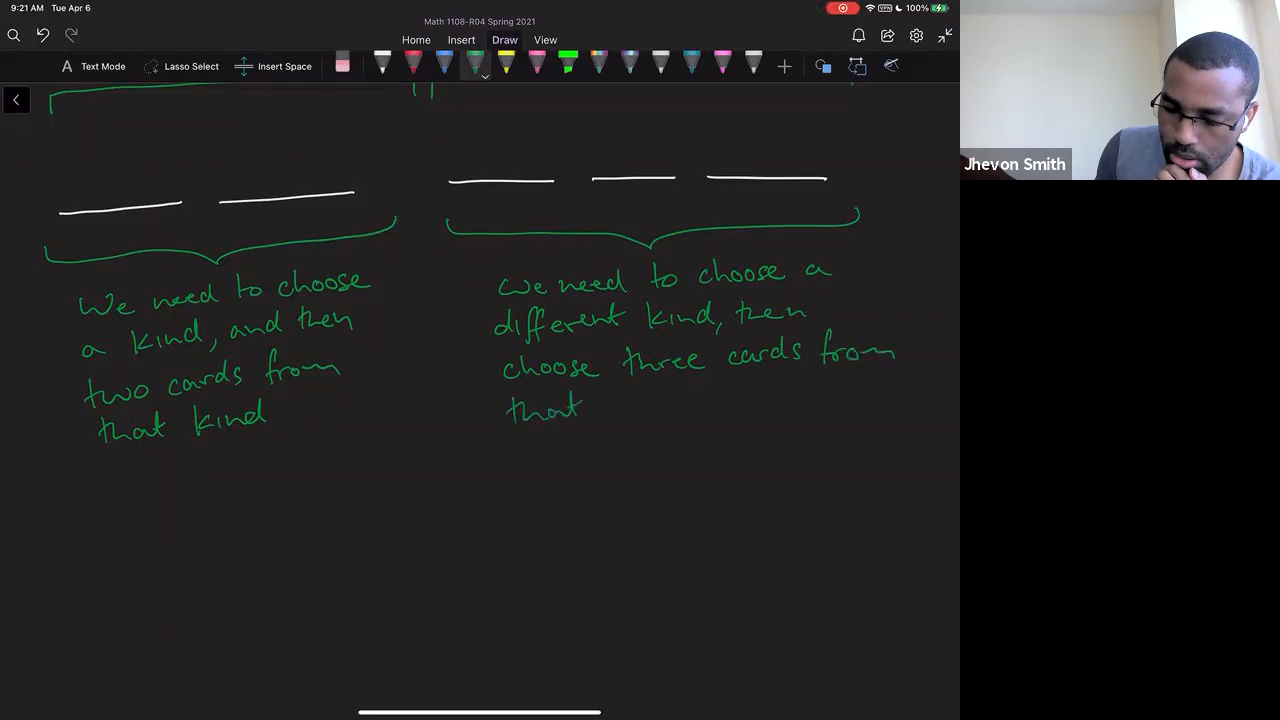 9:21 AM Tue Apr 6
VPN 100%
Math 1108-R04 Spring 2021
Home Insert Draw View
A Text Mode Lasso Select Insert Space
Jhevon Smith
We need to choose
a kind, and then
two cards from
that kind
We need to choose a
different kind, then
choose three cards from
that